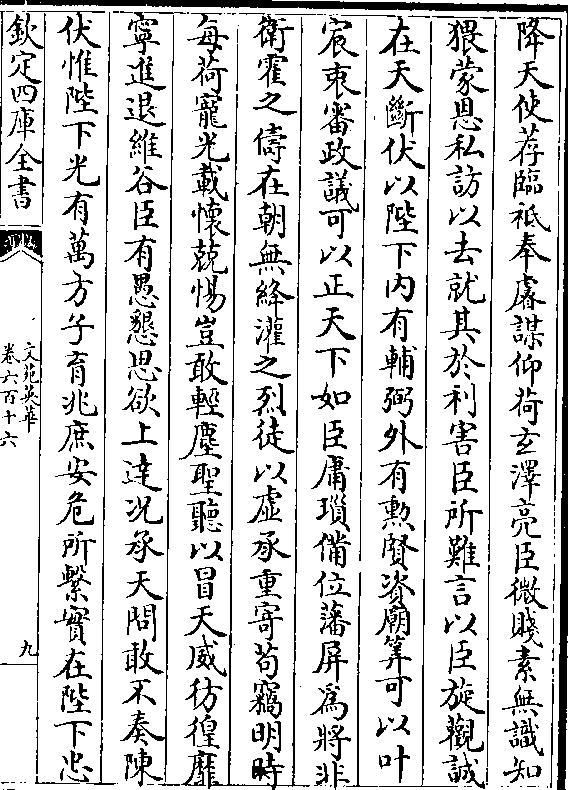 降天使荐臨祗奉睿謀仰荷玄澤亮臣微賤素無識知
猥蒙恩私訪以去就其於利害臣所難言以臣旋觀誠
在天斷伏以陛下内有輔弼外有勲賢資廟筭可以叶
宸衷審政議可以正天下如臣庸瑣備位藩屏為將非
衛霍之儔在朝無絳灌之烈徒以虛承重寄茍竊明時
每荷寵光載懷兢惕豈敢輕塵聖聽以冒天威彷徨靡
寧進退維谷臣有愚懇思欲上達况承天問敢不奏陳
伏惟陛下光有萬方子育兆庶安危所繫實在陛下忠
欽定四庫全書
文苑英華
卷六百十六
九